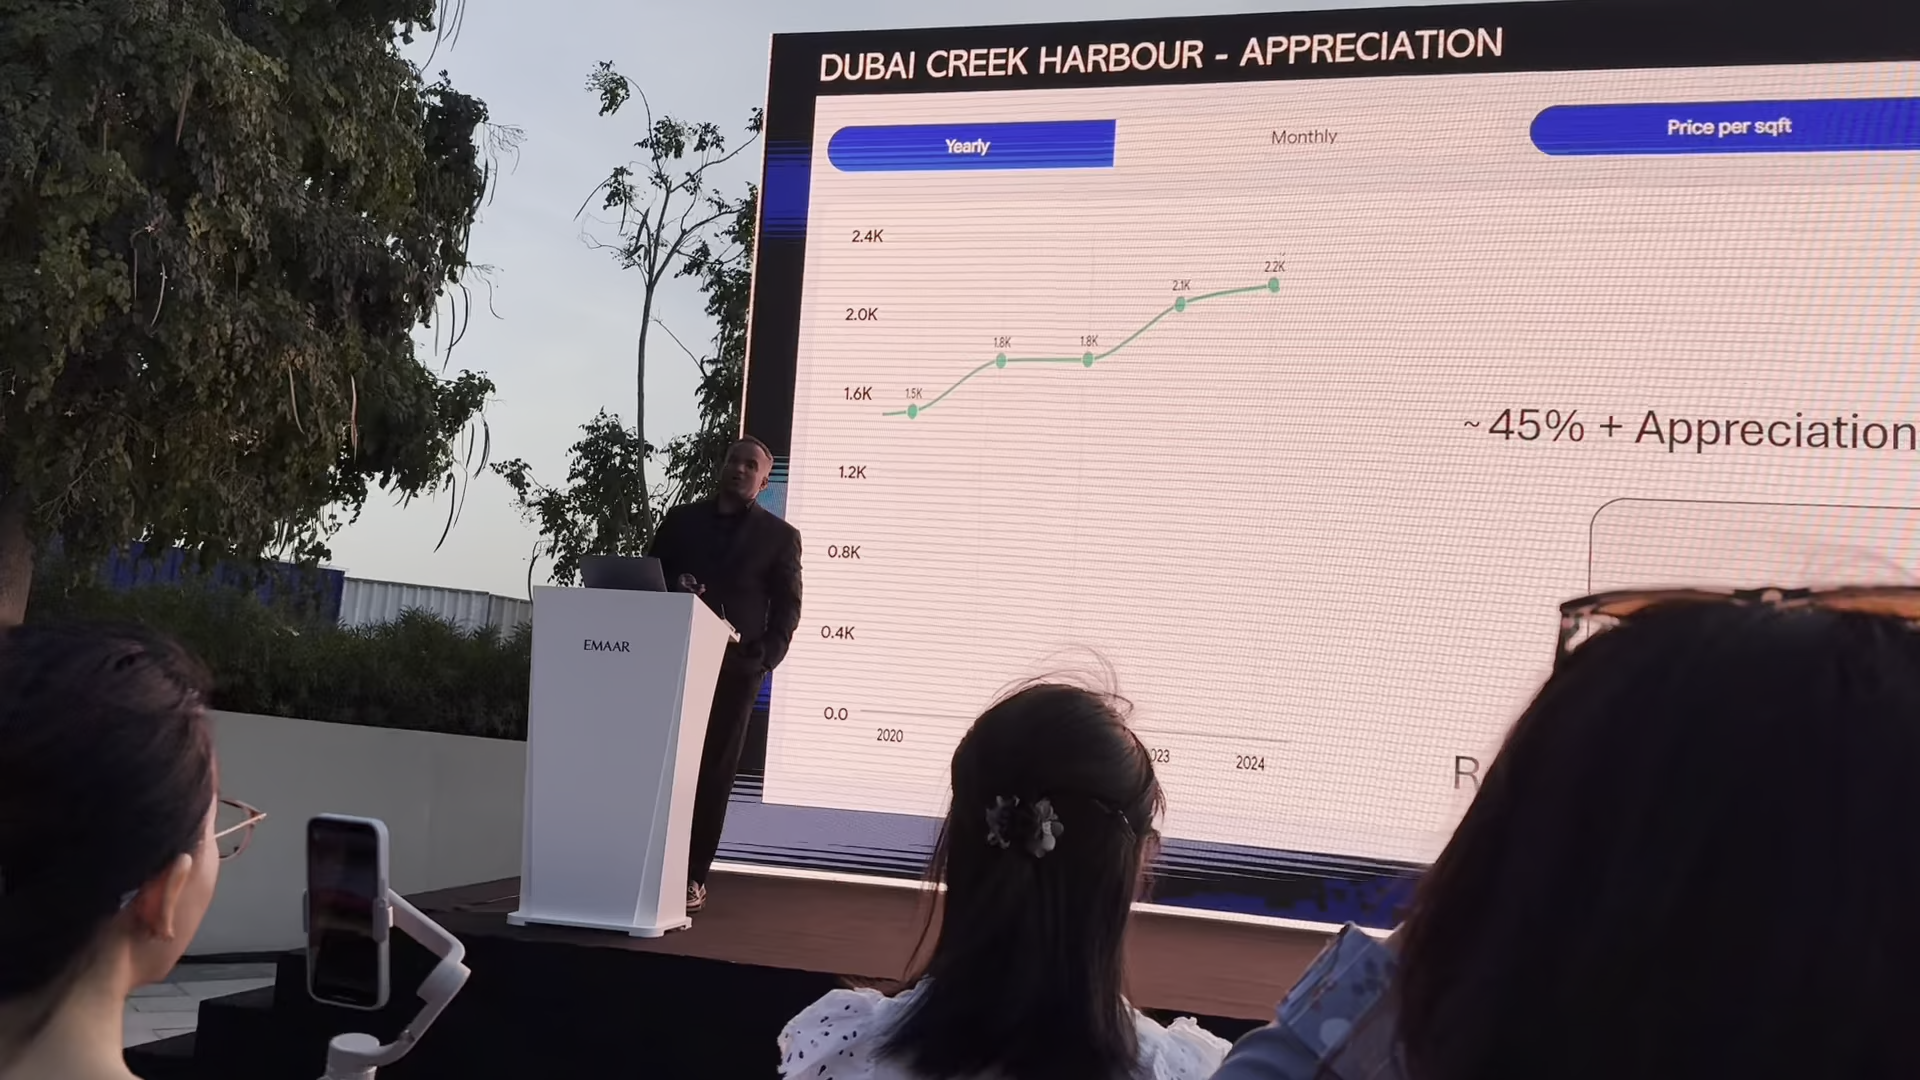 DUBAI CREEK HARBOUR - APPRECIATION
Yearly
Monthly
Price per sqft
2.4K
2.0K
1.6K
1.2K
0.8K
0.4K
0.0
1.5K
1.8K
1.8K
2.1K
2.2K
2020
023
2024
~45% + Appreciation
R
EMAAR